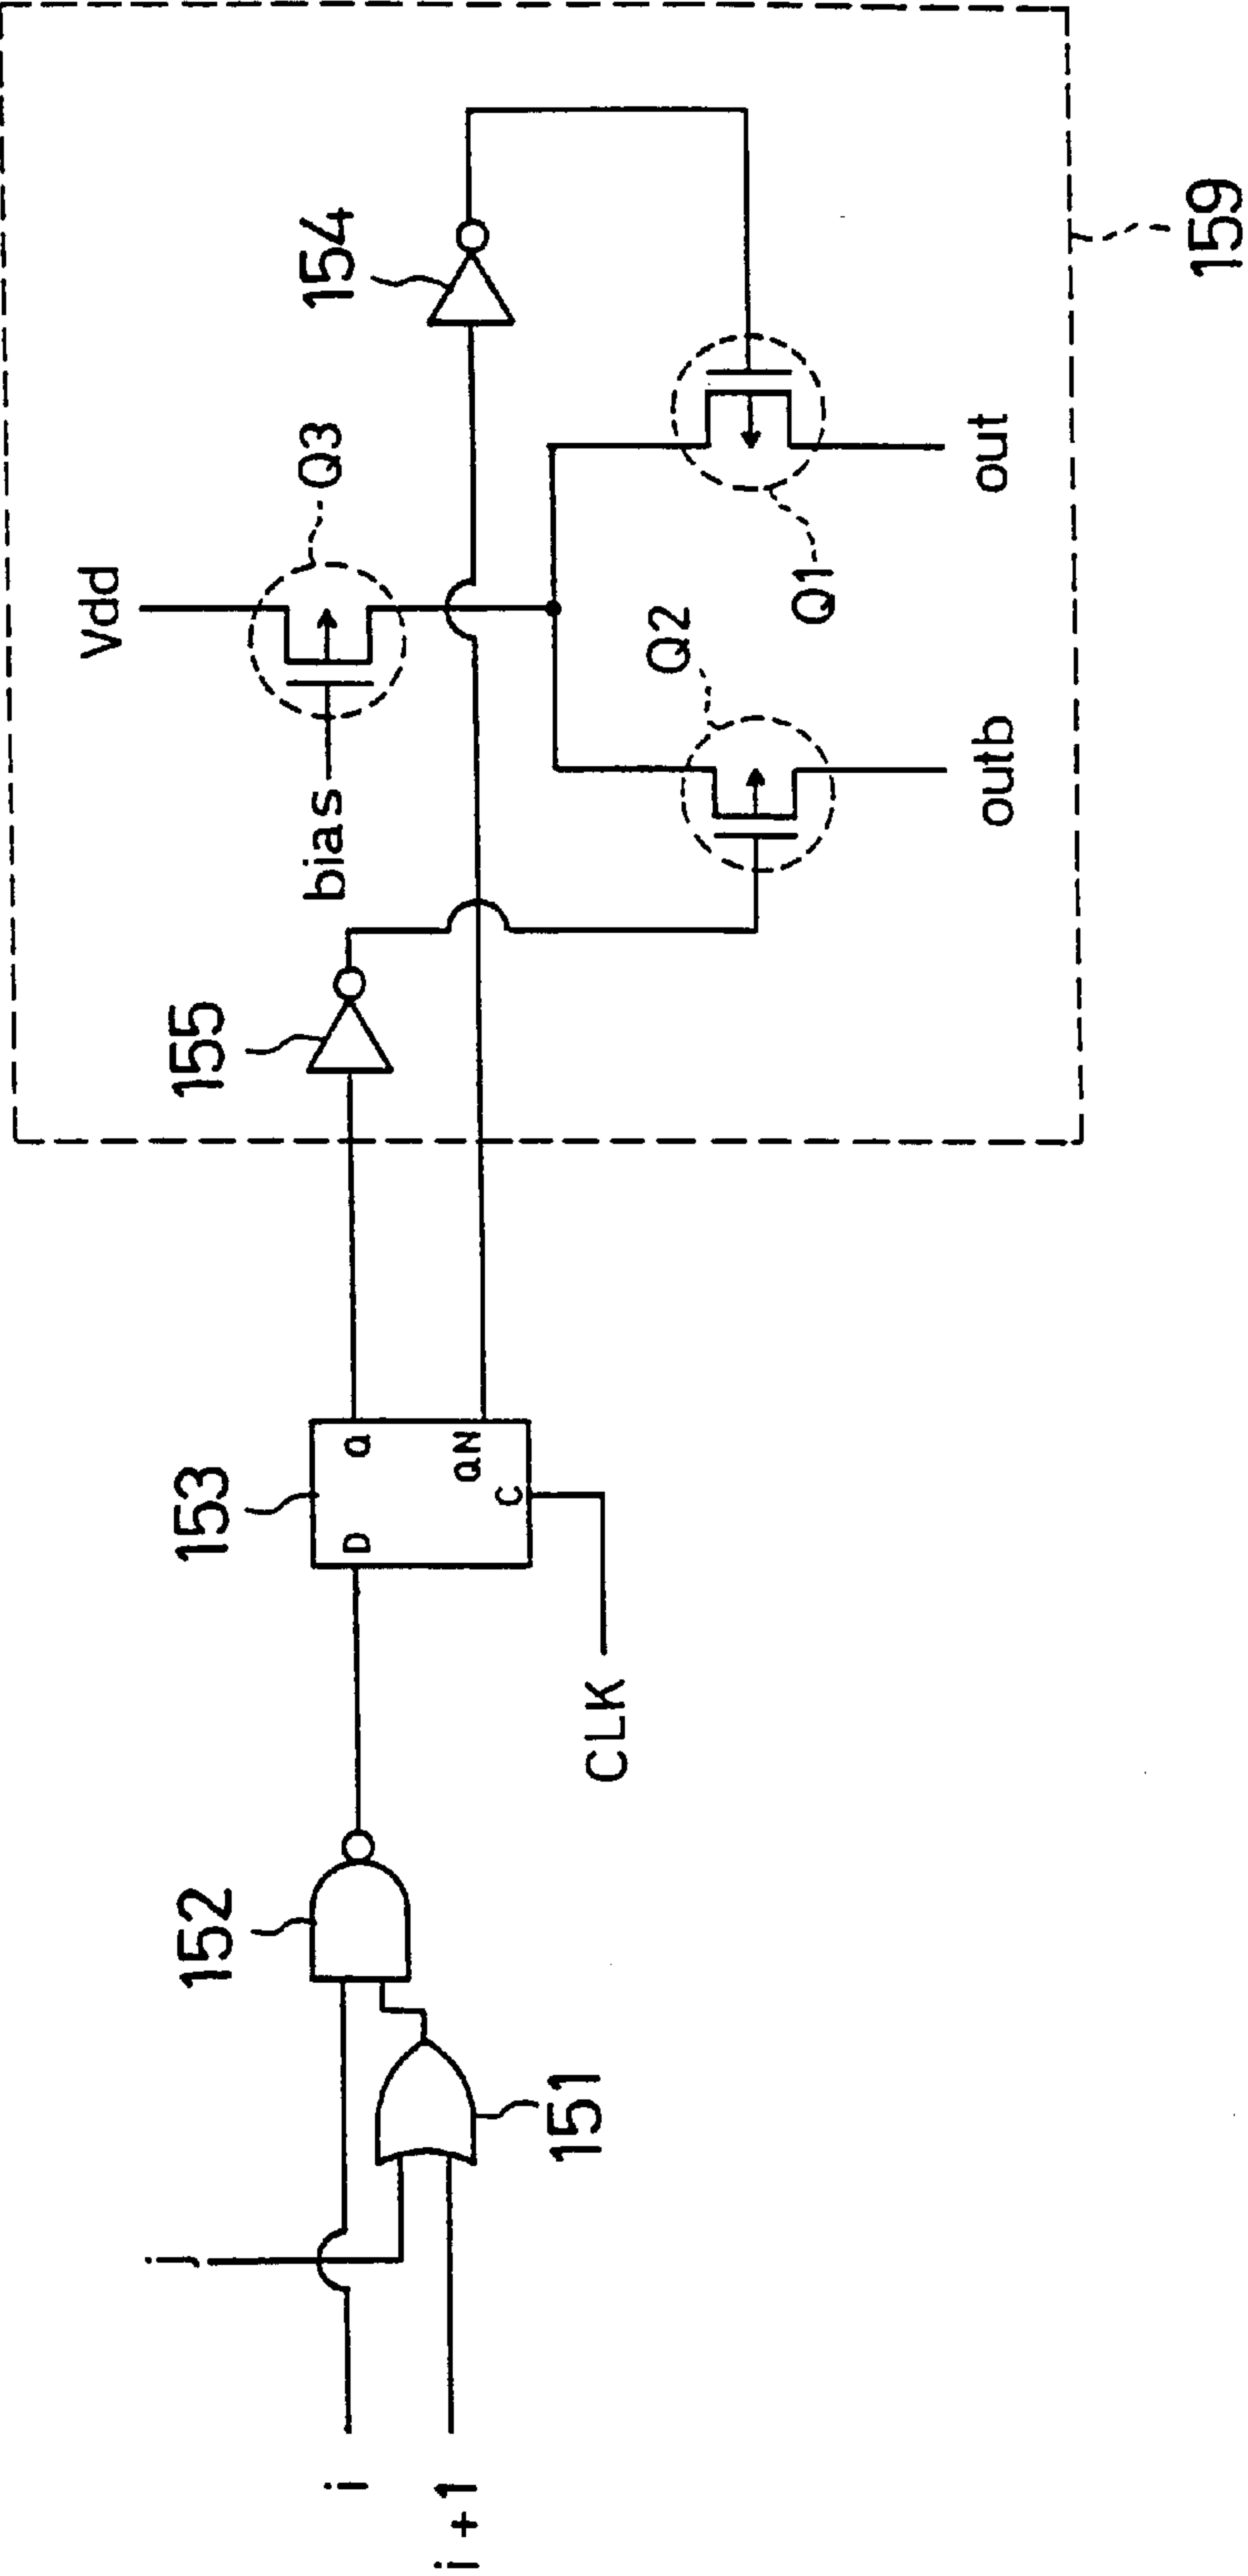 Vdd
Q3
bias
154
155
153
152
D
Q
QN
C
CLK
i
j
i+1
151
Q2
Q1
outb
out
159